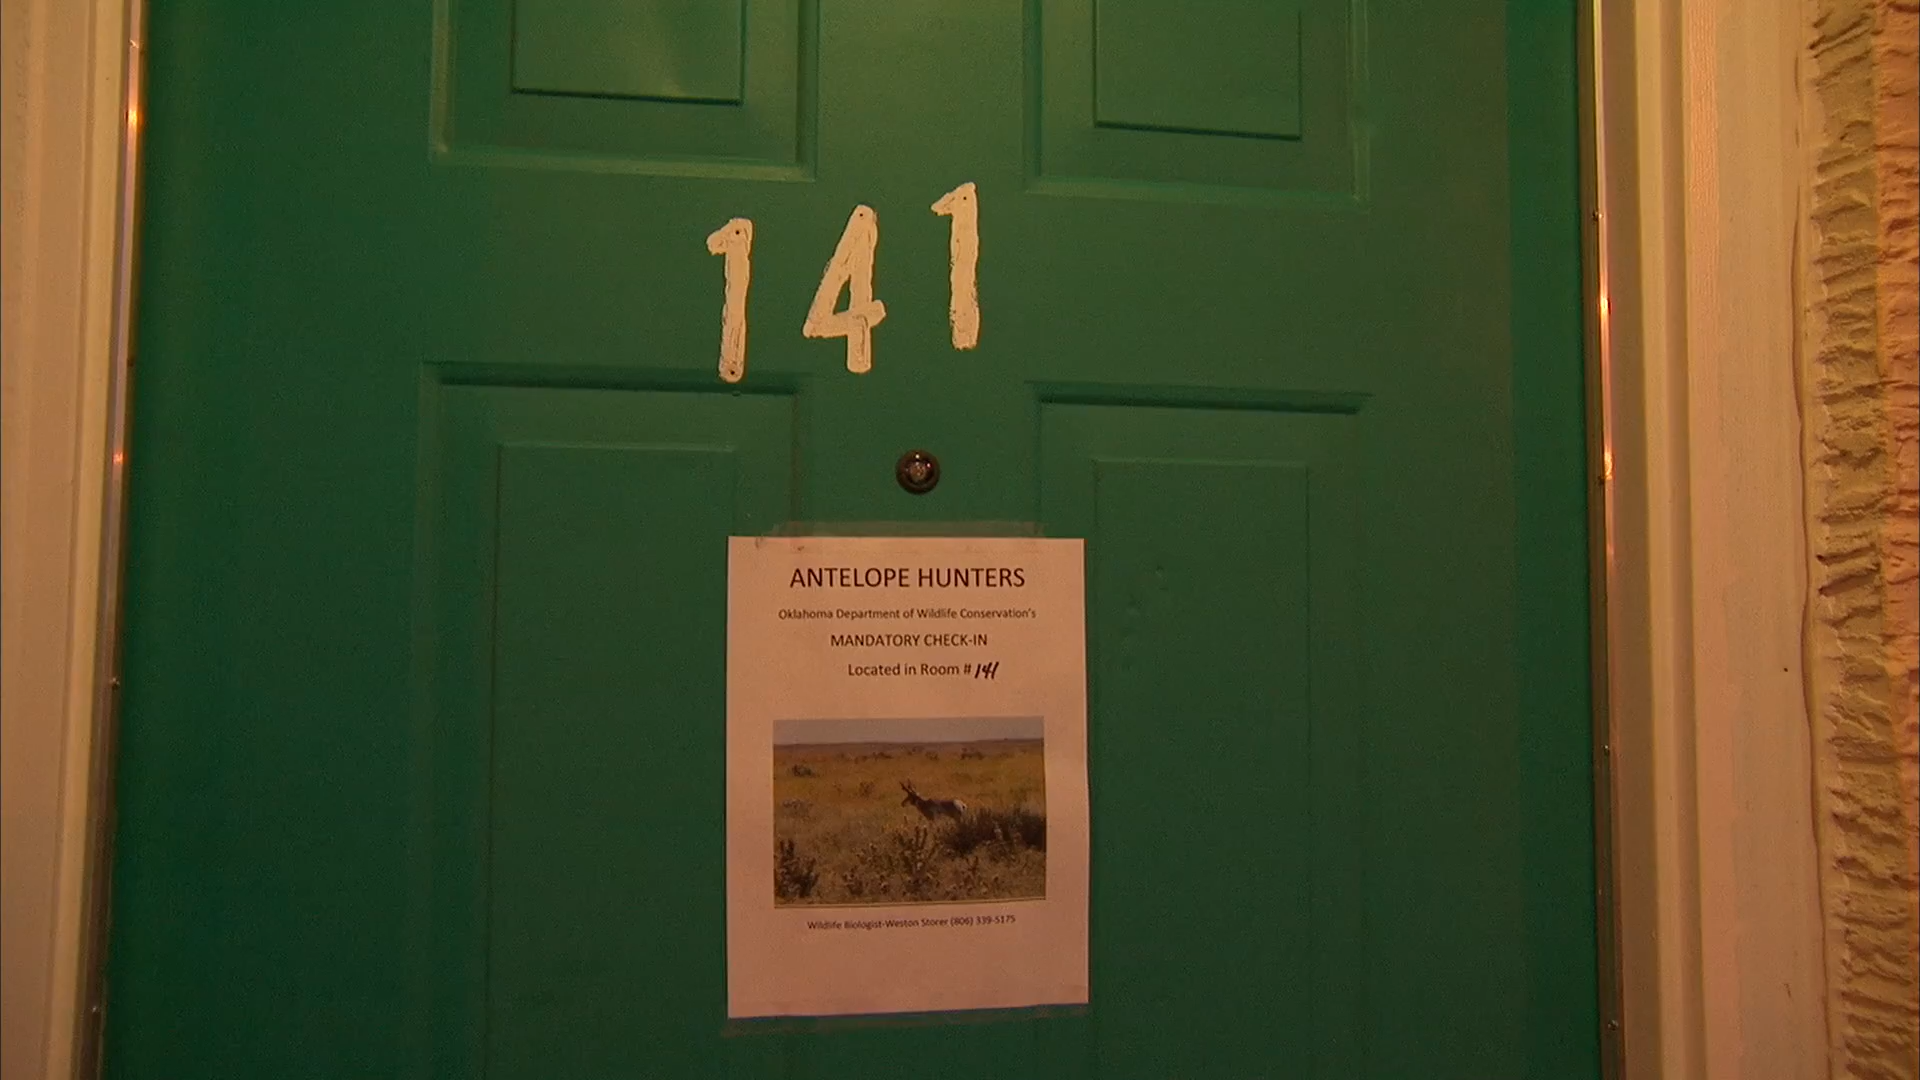 141
ANTELOPE HUNTERS
Oklahoma Department of Wildlife Conservation's
MANDATORY CHECK-IN
Located in Room # 141
Wildlife Biologist-Weston Storer (806) 339-5175